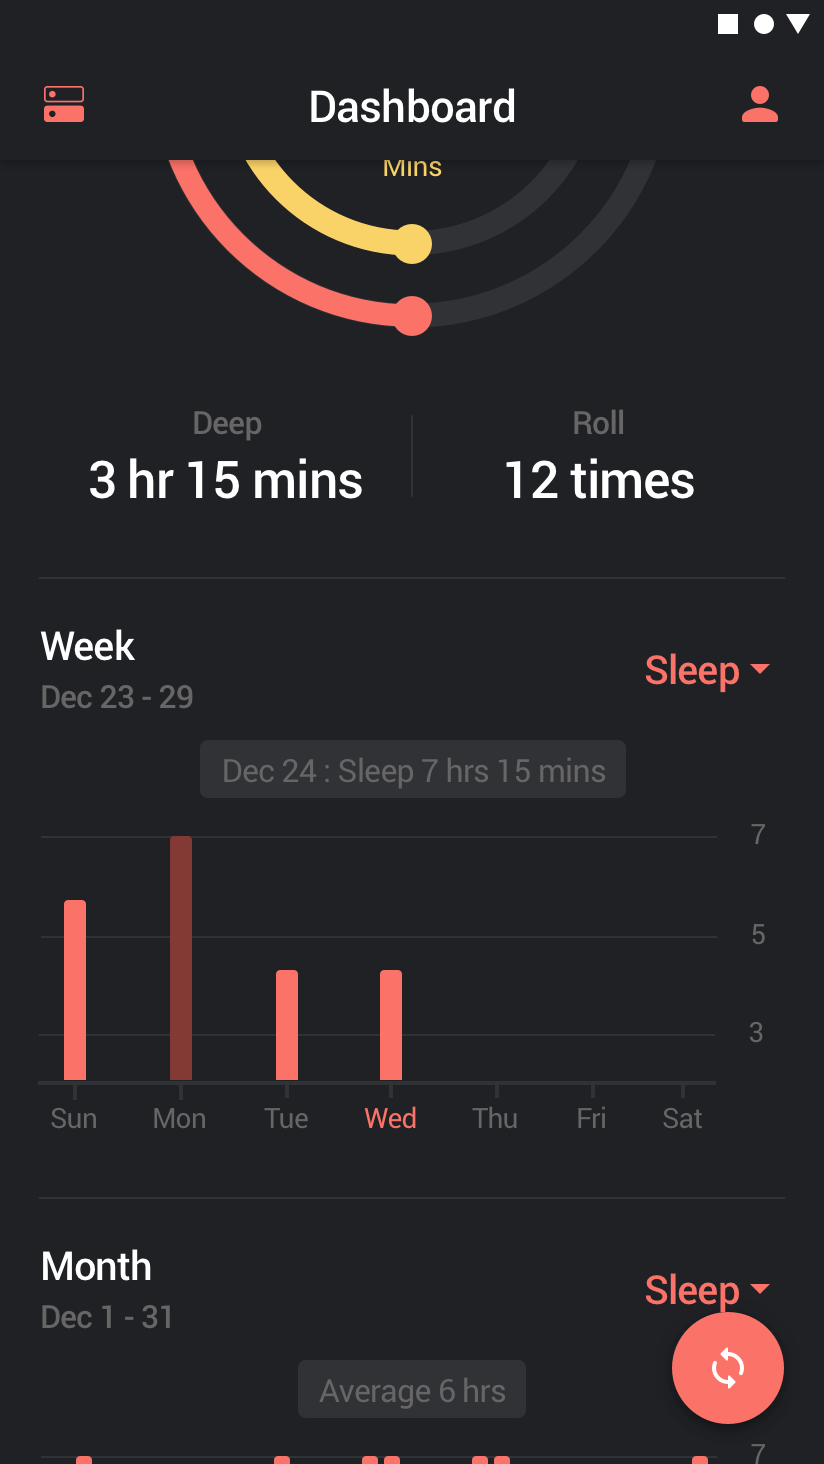 Dashboard
Mins
Deep
Roll
3 hr 15 mins
12 times
Week
Sleep
Dec 23 - 29
Dec 24 : Sleep 7 hrs 15 mins
7
5
3
Sun Mon Tue Wed Thu Fri Sat
Month
Sleep
Dec 1 - 31
Average 6 hrs
7